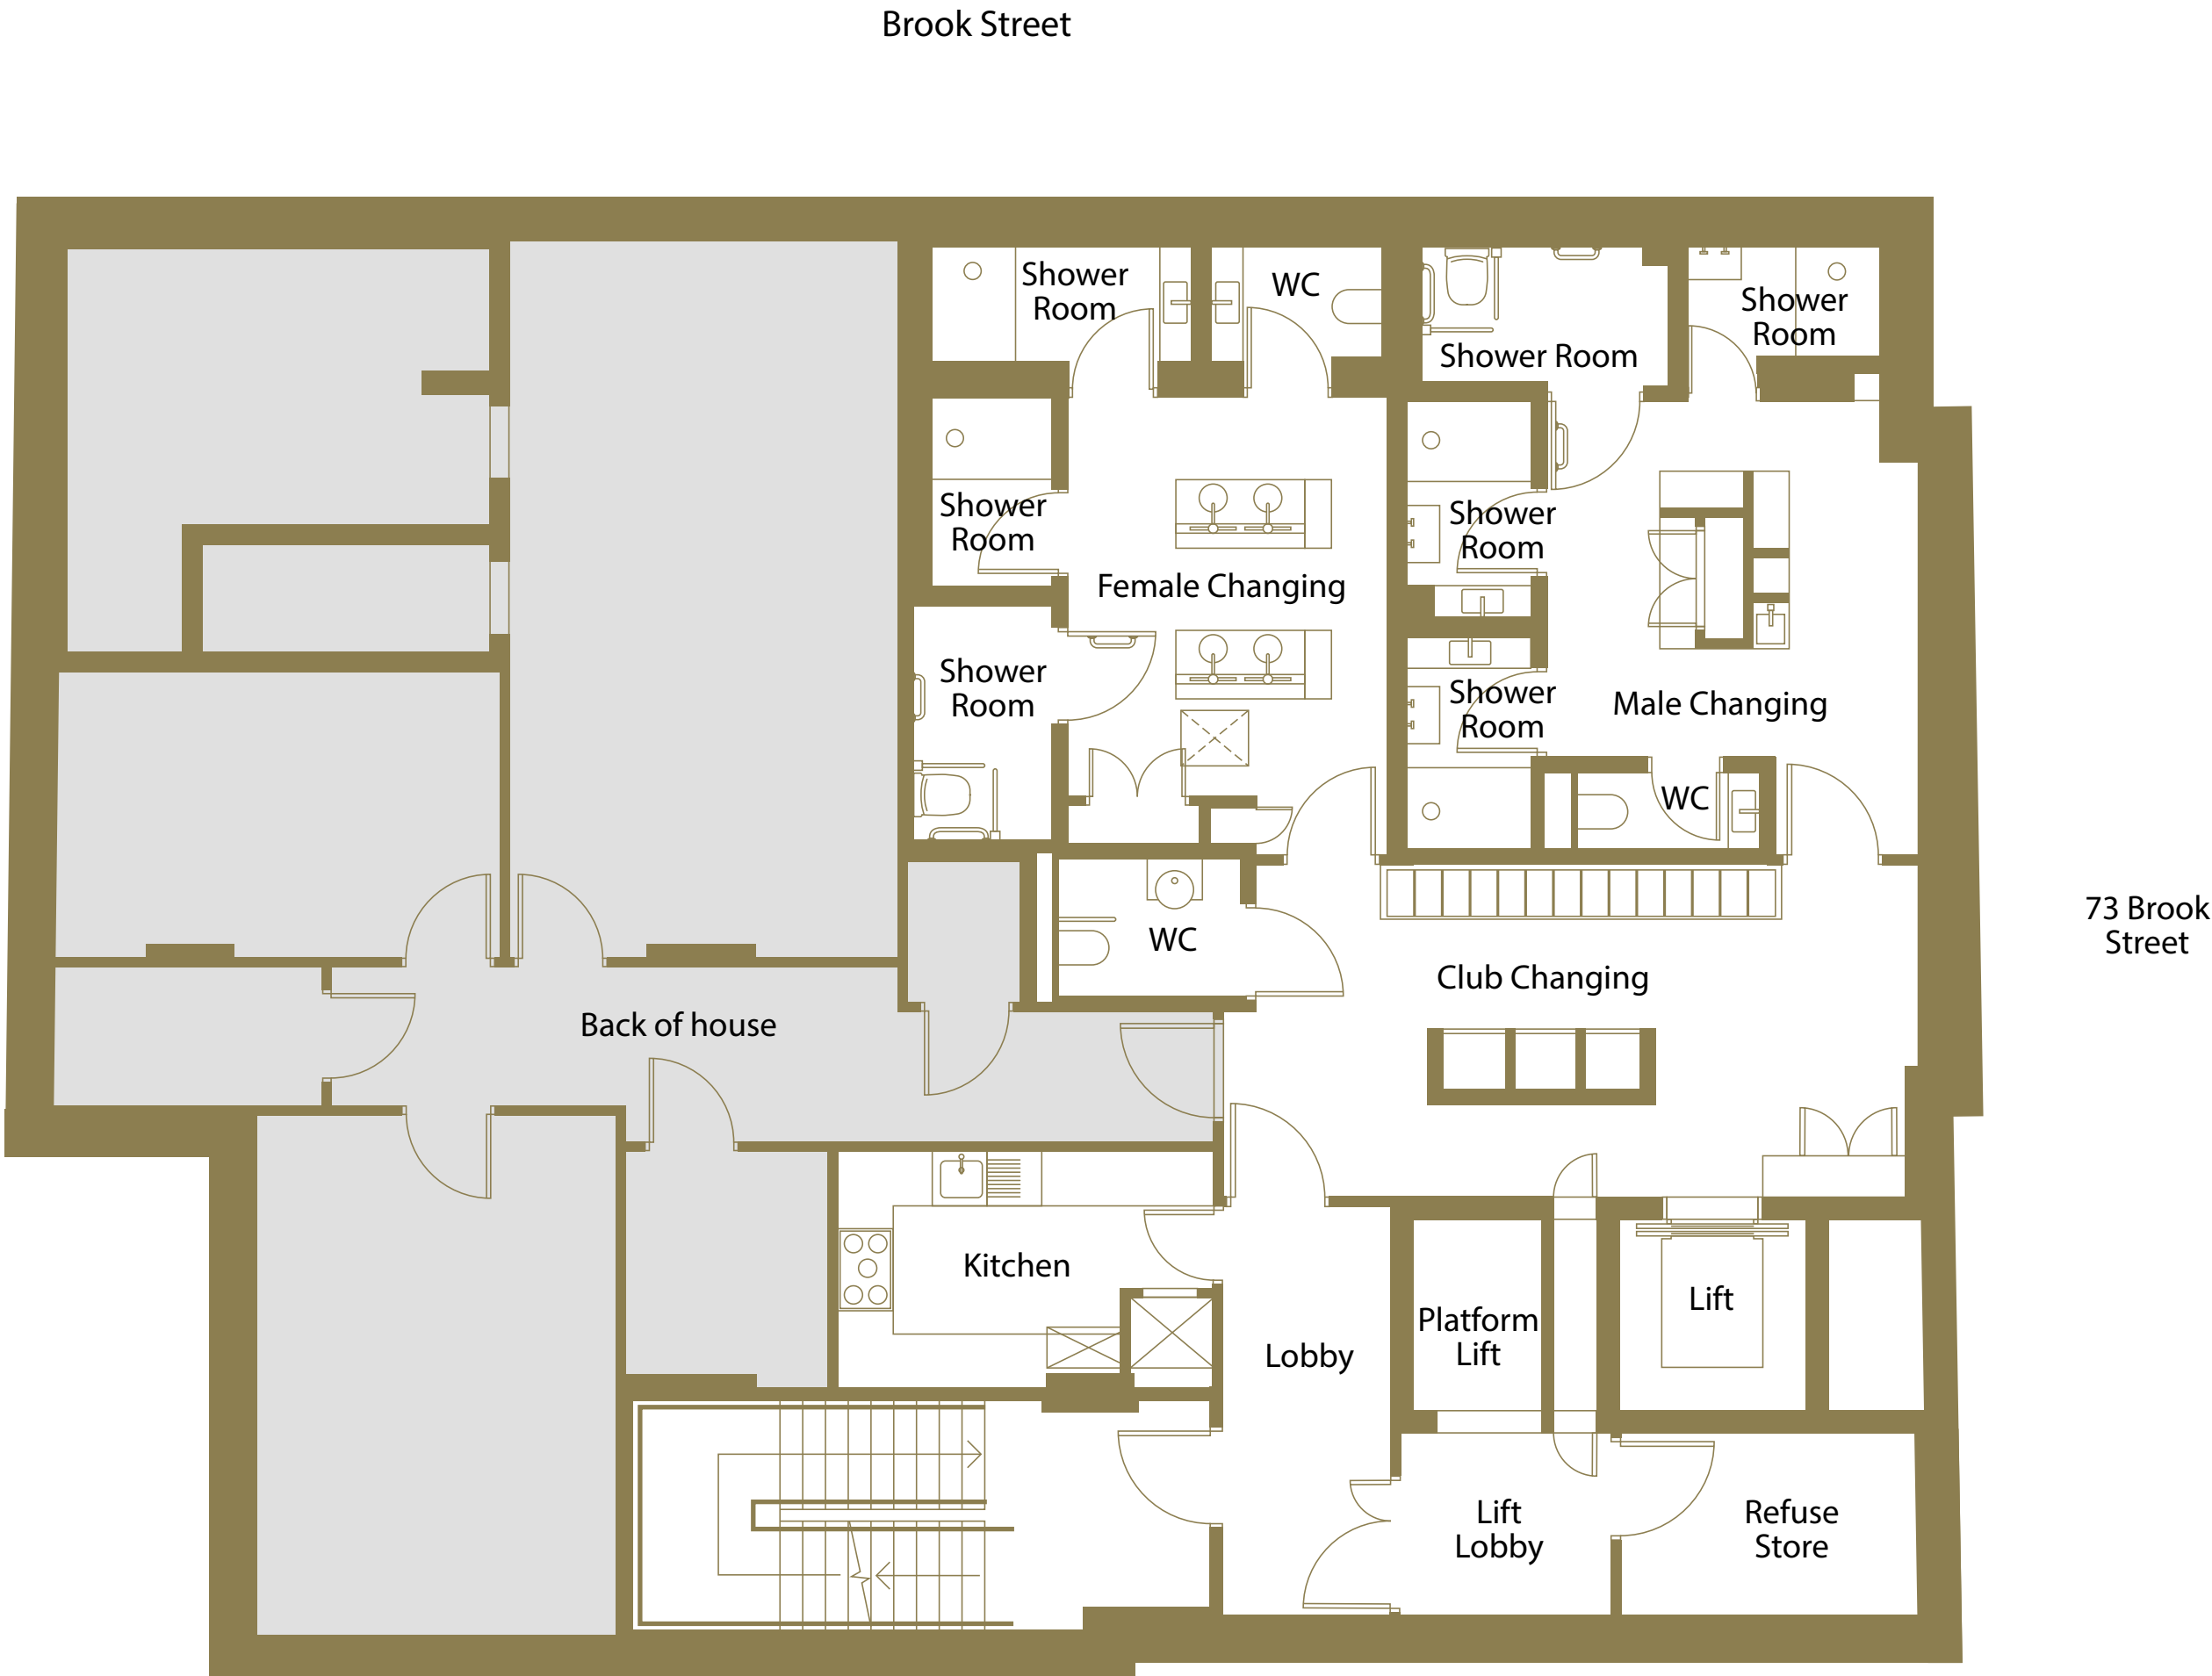 Brook Street
Shower
Room
WC
Shower Room
Shower
Room
Shower
Room
Shower
Room
Female Changing
Shower
Room
Shower
Room
Male Changing
WC
WC
Club Changing
73 Brook
Street
Back of house
Kitchen
Lobby
Platform
Lift
Lift
Lift
Lobby
Refuse
Store